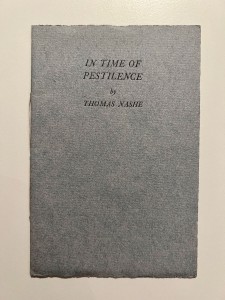 IN TIME OF
PESTILENCE
by
THOMAS NASHE